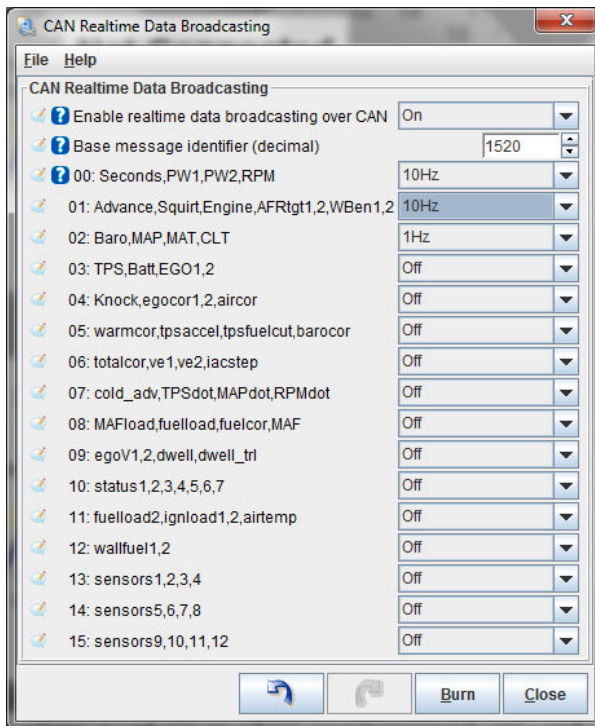 CAN Realtime Data Broadcasting
File Help
CAN Realtime Data Broadcasting
Enable realtime data broadcasting over CAN On
Base message identifier (decimal) 1520
00: Seconds,PW1,PW2,RPM 10Hz
01: Advance,Squirt,Engine,AFRtgt1,2,WBen1,2 10Hz
02: Baro,MAP,MAT,CLT 1Hz
03: TPS,Batt,EGO1,2 Off
04: Knock,egocor1,2,aircor Off
05: warmcor,tpsaccel,tpsfuelcut,barocor Off
06: totalcor,ve1,ve2,iacstep Off
07: cold_adv,TPSdot,MAPdot,RPMdot Off
08: MAFload,fuelload,fuelcor,MAF Off
09: egoV1,2,dwell,dwell_trl Off
10: status1,2,3,4,5,6,7 Off
11: fuelload2,ignload1,2,airtemp Off
12: wallfuel1,2 Off
13: sensors1,2,3,4 Off
14: sensors5,6,7,8 Off
15: sensors9,10,11,12 Off
Burn Close